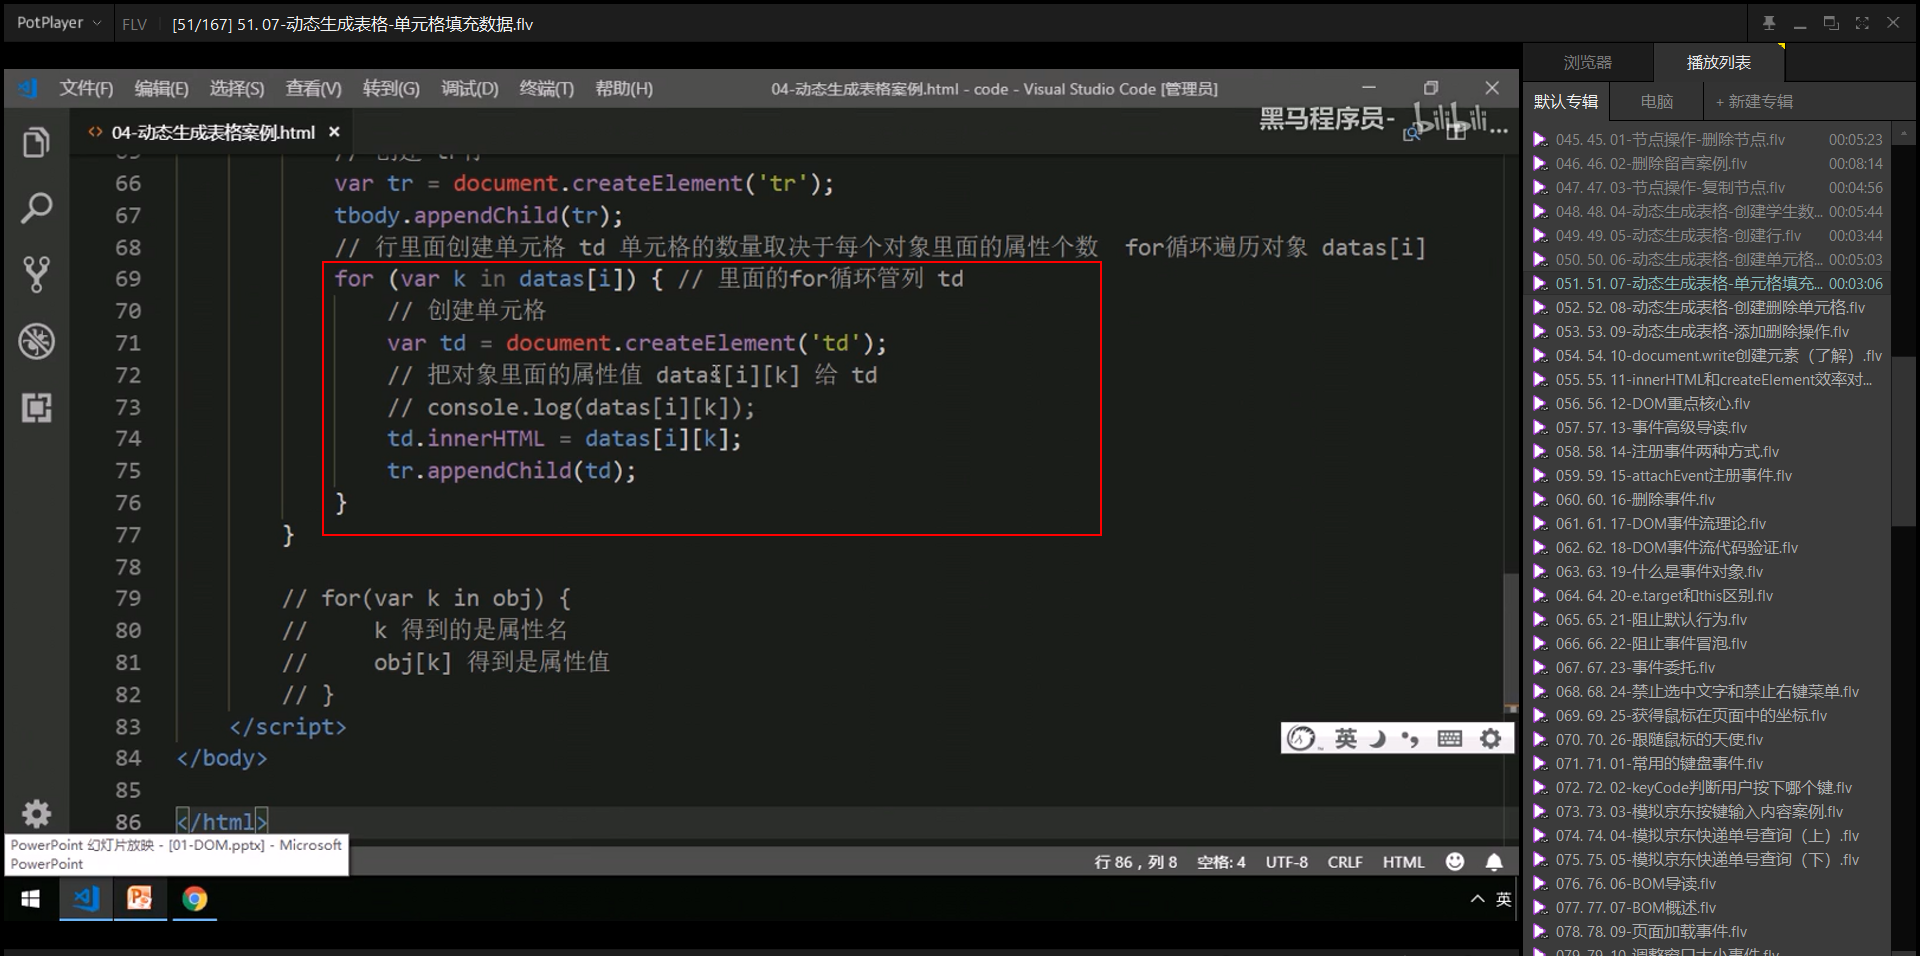 PotPlayer
FLV
[51/167] 51. 07-动态生成表格-单元格填充数据.flv
文件(F) 编辑(E) 选择(S) 查看(V) 转到(G) 调试(D) 终端(T) 帮助(H)
04-动态生成表格案例.html - code - Visual Studio Code [管理员]
04-动态生成表格案例.html
黑马程序员-
bilibili
65 // 创建 tr行
66 var tr = document.createElement('tr');
67 tbody.appendChild(tr);
68 // 行里面创建单元格 td 单元格的数量取决于每个对象里面的属性个数 for循环遍历对象 datas[i]
69 for (var k in datas[i]) { // 里面的for循环管列 td
70 // 创建单元格
71 var td = document.createElement('td');
72 // 把对象里面的属性值 datas[i][k] 给 td
73 // console.log(datas[i][k]);
74 td.innerHTML = datas[i][k];
75 tr.appendChild(td);
76 }
77 }
78
79 // for(var k in obj) {
80 // k 得到的是属性名
81 // obj[k] 得到是属性值
82 // }
83 </script>
84 </body>
85
86 </html>
英
PowerPoint 幻灯片放映 - [01-DOM.pptx] - Microsoft
PowerPoint
行 86，列 8 空格: 4 UTF-8 CRLF HTML
英
浏览器 播放列表
默认专辑 电脑 + 新建专辑
045. 45. 01-节点操作-删除节点.flv 00:05:23
046. 46. 02-删除留言案例.flv 00:08:14
047. 47. 03-节点操作-复制节点.flv 00:04:56
048. 48. 04-动态生成表格-创建学生数... 00:05:44
049. 49. 05-动态生成表格-创建行.flv 00:03:44
050. 50. 06-动态生成表格-创建单元格... 00:05:03
051. 51. 07-动态生成表格-单元格填充... 00:03:06
052. 52. 08-动态生成表格-创建删除单元格.flv
053. 53. 09-动态生成表格-添加删除操作.flv
054. 54. 10-document.write创建元素（了解）.flv
055. 55. 11-innerHTML和createElement效率对...
056. 56. 12-DOM重点核心.flv
057. 57. 13-事件高级导读.flv
058. 58. 14-注册事件两种方式.flv
059. 59. 15-attachEvent注册事件.flv
060. 60. 16-删除事件.flv
061. 61. 17-DOM事件流理论.flv
062. 62. 18-DOM事件流代码验证.flv
063. 63. 19-什么是事件对象.flv
064. 64. 20-e.target和this区别.flv
065. 65. 21-阻止默认行为.flv
066. 66. 22-阻止事件冒泡.flv
067. 67. 23-事件委托.flv
068. 68. 24-禁止选中文字和禁止右键菜单.flv
069. 69. 25-获得鼠标在页面中的坐标.flv
070. 70. 26-跟随鼠标的天使.flv
071. 71. 01-常用的键盘事件.flv
072. 72. 02-keyCode判断用户按下哪个键.flv
073. 73. 03-模拟京东按键输入内容案例.flv
074. 74. 04-模拟京东快递单号查询（上）.flv
075. 75. 05-模拟京东快递单号查询（下）.flv
076. 76. 06-BOM导读.flv
077. 77. 07-BOM概述.flv
078. 78. 09-页面加载事件.flv
079. 79. 10-调整窗口大小事件.flv